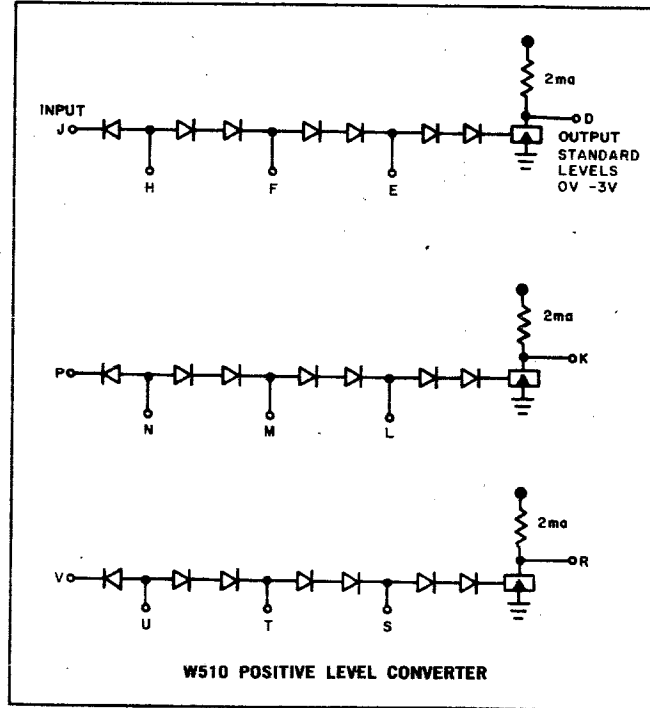 2ma
INPUT
J
D
OUTPUT
STANDARD
LEVELS
0V -3V
H
F
E
2ma
P
K
N
M
L
2ma
V
R
U
T
S
W510 POSITIVE LEVEL CONVERTER